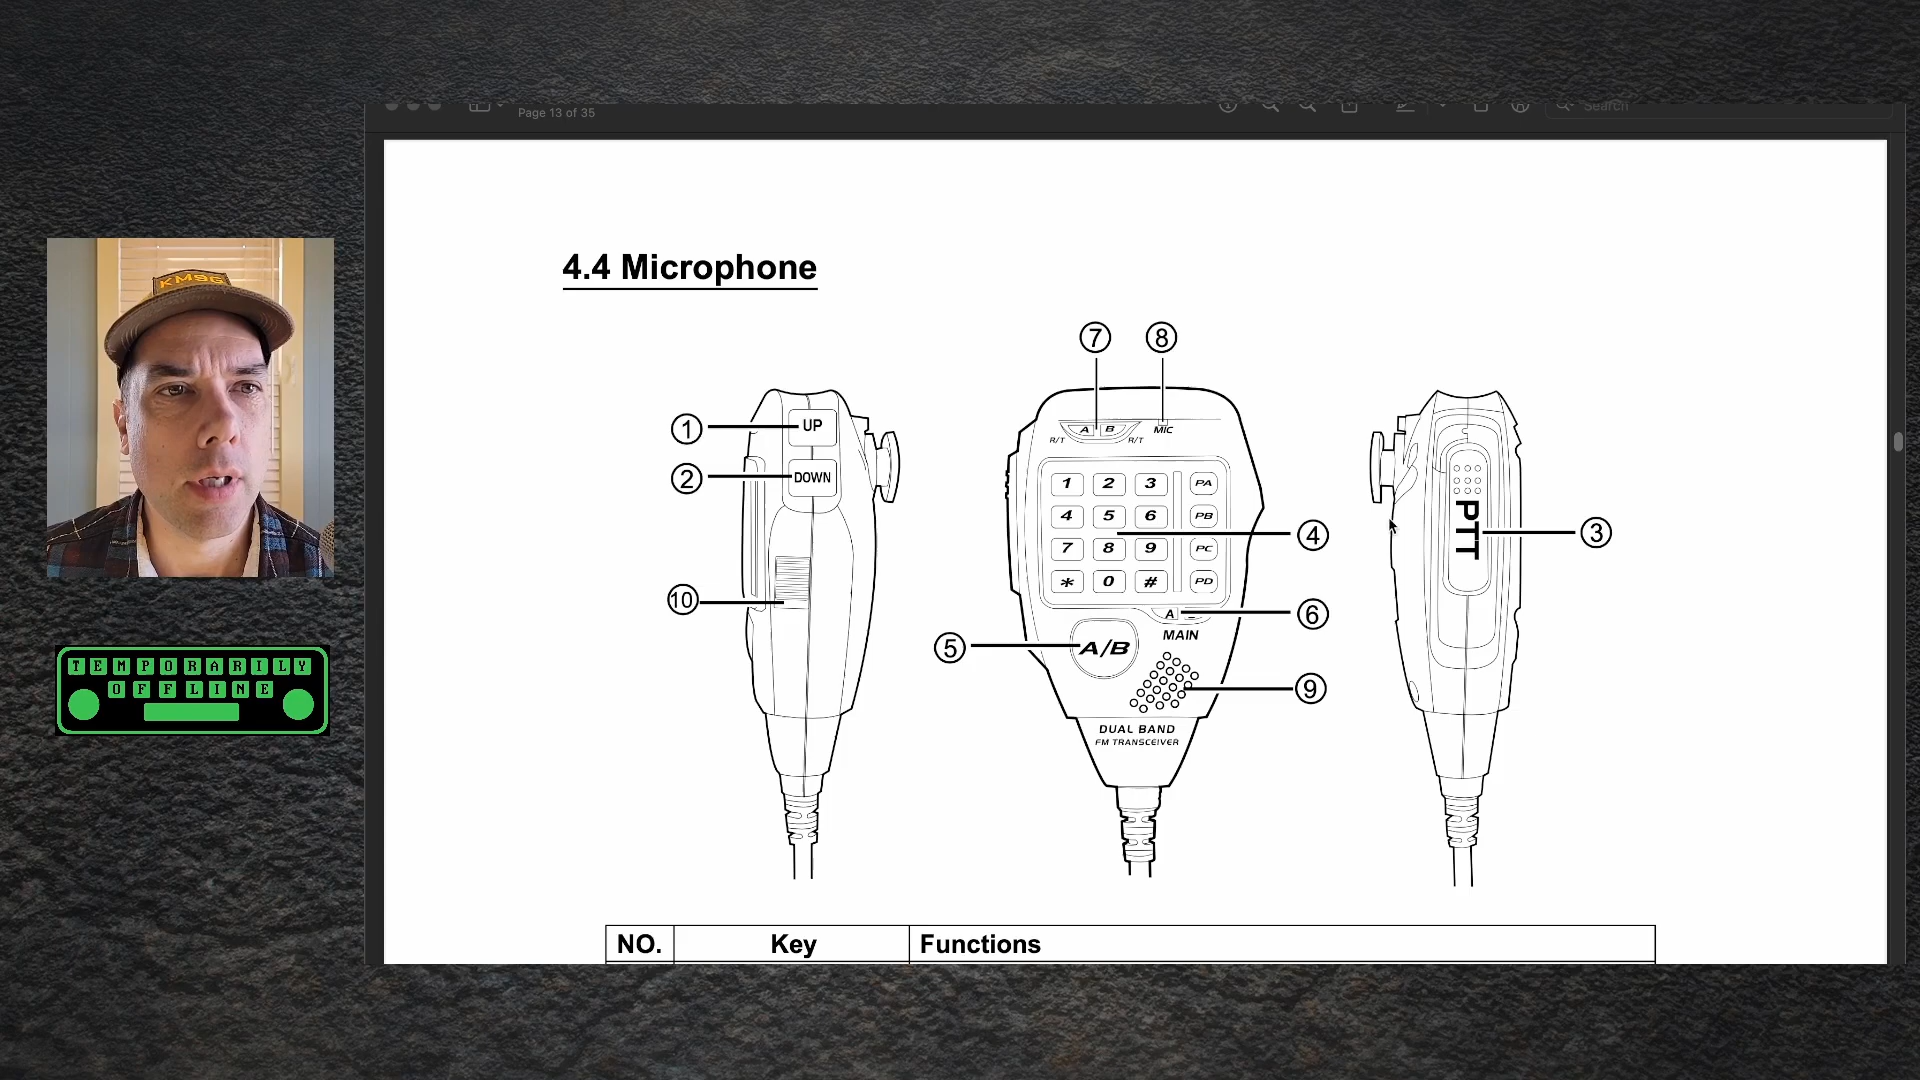 Page 13 of 35
Search
KM9G
TEMPORARILY
OFFLINE
4.4 Microphone
7 8
1 UP
2 DOWN
10
A B MIC
R/T R/T
1 2 3 PA
4 5 6 PB
7 8 9 PC
* 0 # PD
4
A
6
MAIN
5 A/B
9
DUAL BAND
FM TRANSCEIVER
PTT
3
NO. Key Functions